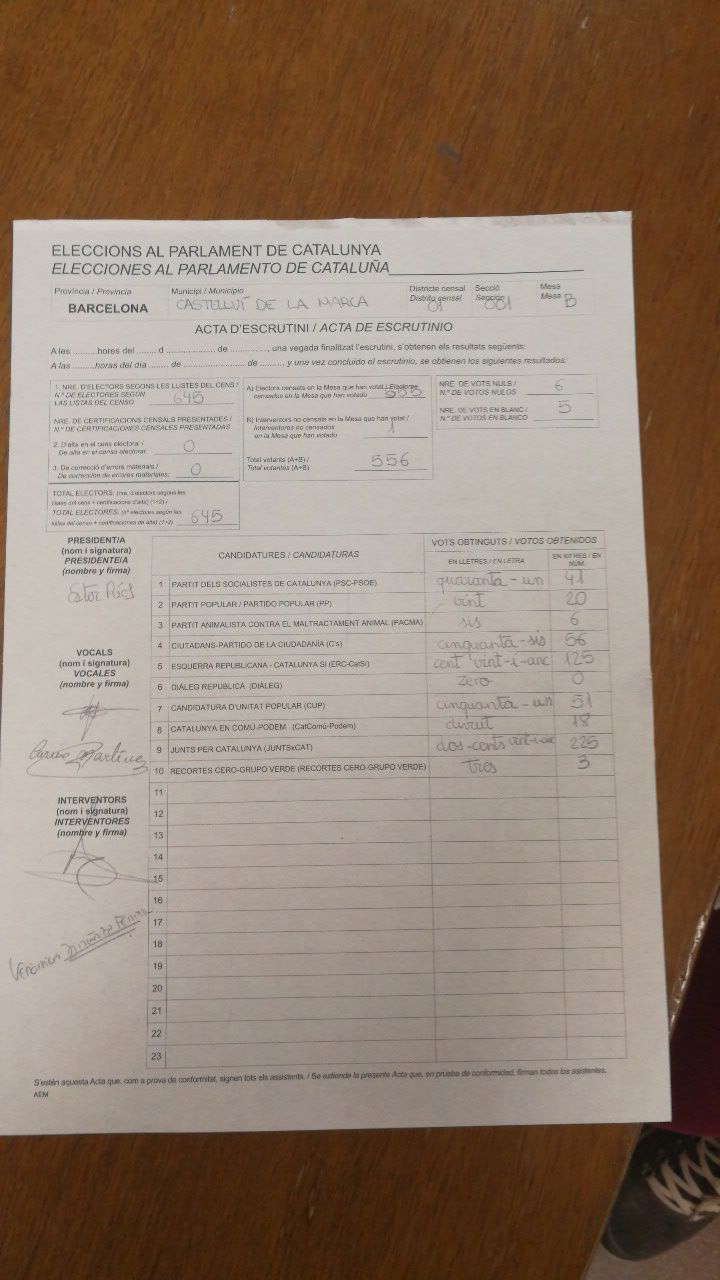 ELECCIONS AL PARLAMENT DE CATALUNYA
ELECCIONES AL PARLAMENTO DE CATALUÑA
Província / Provincia
BARCELONA
Municipi / Municipio
CASTELLVÍ DE LA MARCA
Districte censal
Distrito censal
01
Secció
Sección
001
Mesa
Mesa B
ACTA D'ESCRUTINI / ACTA DE ESCRUTINIO
A les .......... hores del ........ d .................... de ..............., una vegada finalitzat l'escrutini, s'obtenen els resultats següents:
A las .......... horas del día ........ de ........................ de .......... y una vez concluido el escrutinio, se obtienen los siguientes resultados:
1. NRE. D'ELECTORS SEGONS LES LLISTES DEL CENS /
N.º DE ELECTORES SEGÚN
LAS LISTAS DEL CENSO
645
NRE. DE CERTIFICACIONS CENSALS PRESENTADES /
N.º DE CERTIFICACIONES CENSALES PRESENTADAS
2. D'alta en el cens electoral /
De alta en el censo electoral:
0
3. De correcció d'errors materials /
De corrección de errores materiales:
0
TOTAL ELECTORS: (nre. d'electors segons les
llistes del cens + certificacions d'alta) (1+2) /
TOTAL ELECTORES: (nº electores según las
listas del censo + certificaciones de alta) (1+2)
645
A) Electors censats en la Mesa que han votat / Electores
censados en la Mesa que han votado
555
B) Interventors no censats en la Mesa que han votat /
Interventores no censados
en la Mesa que han votado
1
Total votants (A+B) /
Total votantes (A+B)
556
NRE. DE VOTS NULS /
N.º DE VOTOS NULOS
6
NRE. DE VOTS EN BLANC /
N.º DE VOTOS EN BLANCO
5
PRESIDENT/A
(nom i signatura)
PRESIDENTE/A
(nombre y firma)
Ester
VOCALS
(nom i signatura)
VOCALES
(nombre y firma)
Martínez
INTERVENTORS
(nom i signatura)
INTERVENTORES
(nombre y firma)
CANDIDATURES / CANDIDATURAS
VOTS OBTINGUTS / VOTOS OBTENIDOS
EN LLETRES / EN LETRA
EN XIFRES / EN NÚM.
1 PARTIT DELS SOCIALISTES DE CATALUNYA (PSC-PSOE) quaranta-un 41
2 PARTIT POPULAR / PARTIDO POPULAR (PP) vint 20
3 PARTIT ANIMALISTA CONTRA EL MALTRACTAMENT ANIMAL (PACMA) sis 6
4 CIUTADANS-PARTIDO DE LA CIUDADANÍA (C's) cinquanta-sis 56
5 ESQUERRA REPUBLICANA - CATALUNYA SÍ (ERC-CatSí) cent vint-i-cinc 125
6 DIÀLEG REPUBLICÀ (DIÀLEG) zero 0
7 CANDIDATURA D'UNITAT POPULAR (CUP) cinquanta-un 51
8 CATALUNYA EN COMÚ-PODEM (CatComú-Podem) divuit 18
9 JUNTS PER CATALUNYA (JUNTSxCAT) dos-cents vint-i-cinc 225
10 RECORTES CERO-GRUPO VERDE (RECORTES CERO-GRUPO VERDE) tres 3
11
12
13
14
15
16
17
18
19
20
21
22
23
S'estén aquesta Acta que, com a prova de conformitat, signen tots els assistents. / Se extiende la presente Acta que, en prueba de conformidad, firman todos los asistentes.
AEM